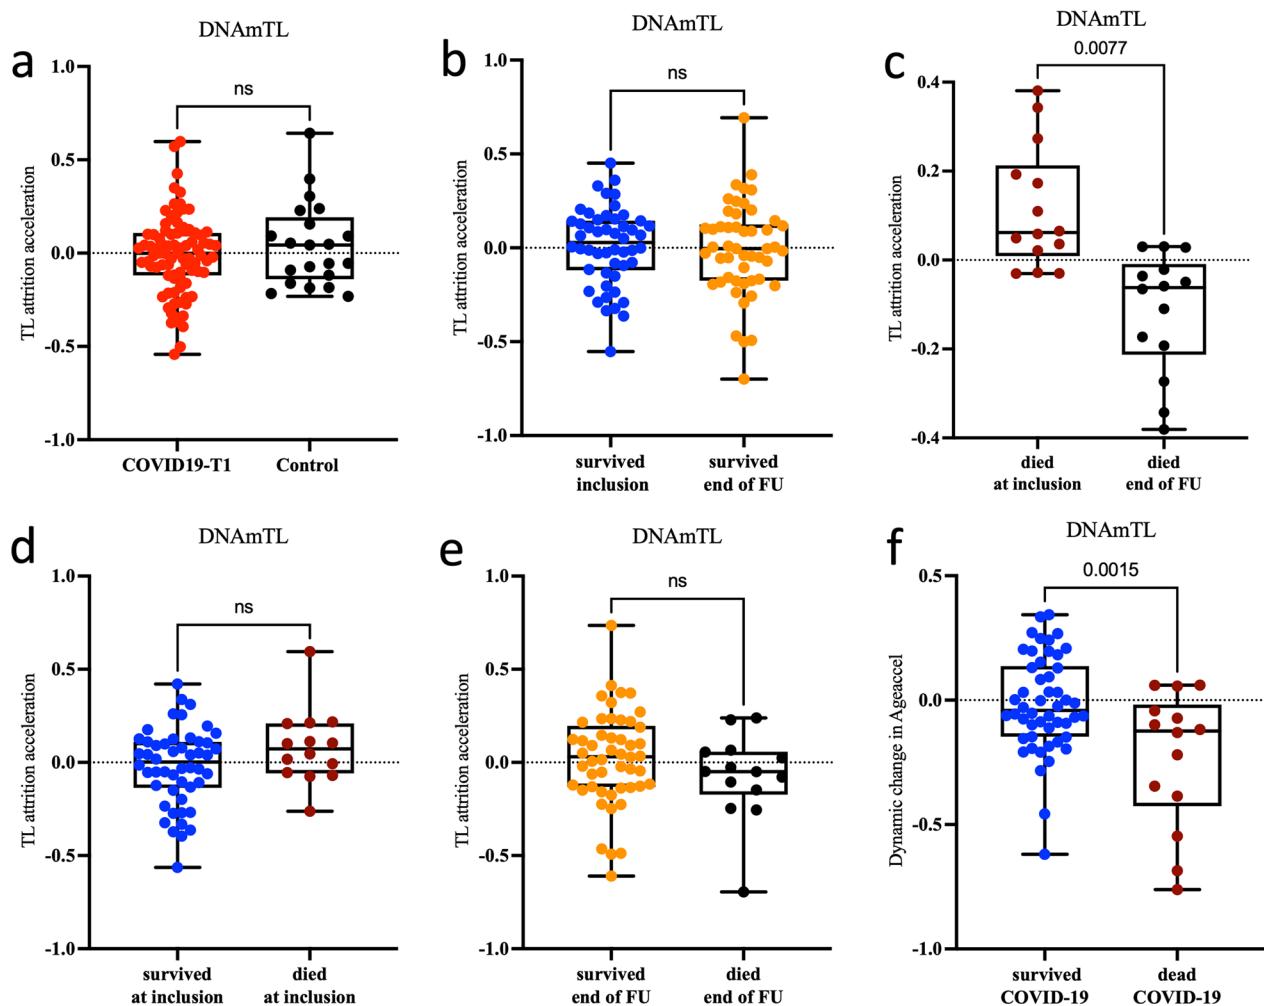 a
DNAmTL
TL attrition acceleration
1.0
0.5
0.0
-0.5
-1.0
ns
COVID19-T1
Control
b
DNAmTL
TL attrition acceleration
1.0
0.5
0.0
-0.5
-1.0
ns
survived
inclusion
survived
end of FU
c
DNAmTL
0.0077
TL attrition acceleration
0.4
0.2
0.0
-0.2
-0.4
died
at inclusion
died
end of FU
d
DNAmTL
TL attrition acceleration
1.0
0.5
0.0
-0.5
-1.0
ns
survived
at inclusion
died
at inclusion
e
DNAmTL
TL attrition acceleration
1.0
0.5
0.0
-0.5
-1.0
ns
survived
end of FU
died
end of FU
f
DNAmTL
0.0015
Dynamic change in Ageaccel
0.5
0.0
-0.5
-1.0
survived
COVID-19
dead
COVID-19